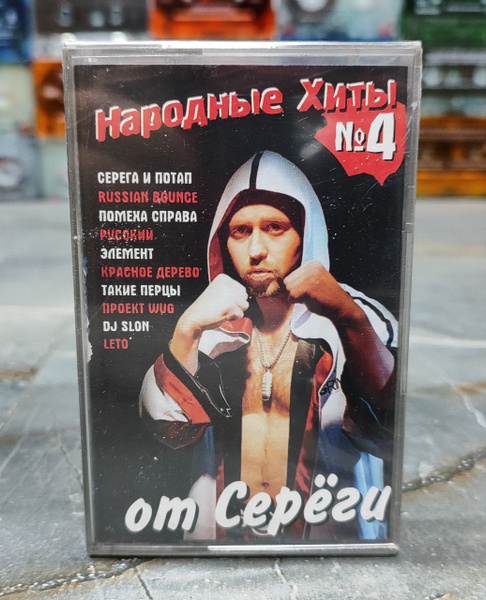 Народные Хиты
№4
СЕРЕГА И ПОТАП
RUSSIAN BOUNCE
ПОМЕХА СПРАВА
РУССКИЙ
ЭЛЕМЕНТ
КРАСНОЕ ДЕРЕВО
ТАКИЕ ПЕРЦЫ
ПРОЕКТ WUG
DJ SLON
LETO
от Серёги